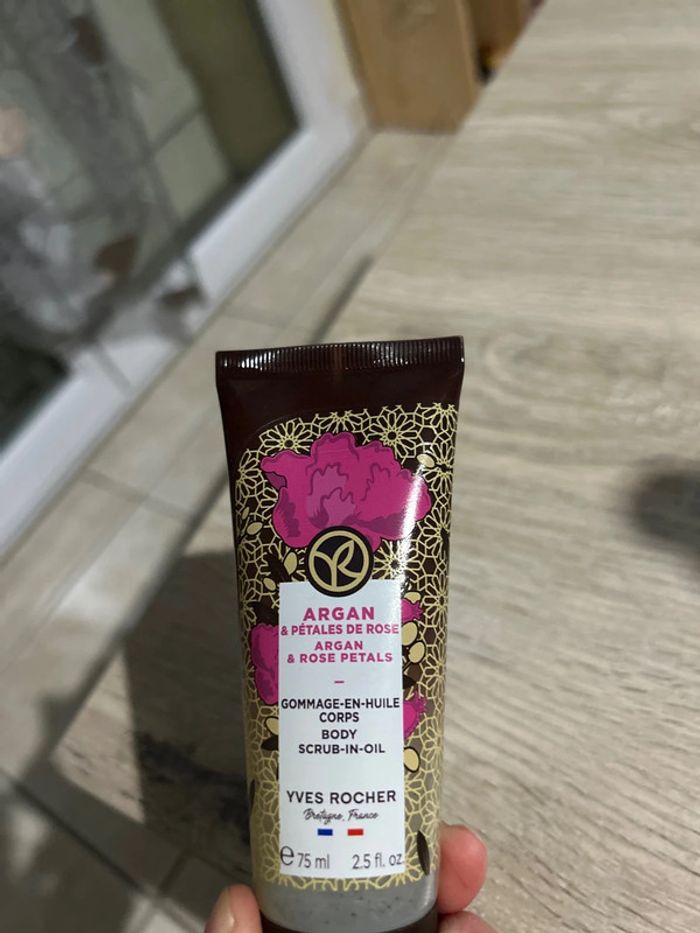 ARGAN
& PÉTALES DE ROSE
ARGAN
& ROSE PETALS
–
GOMMAGE-EN-HUILE
CORPS
BODY
SCRUB-IN-OIL
YVES ROCHER
Bretagne, France
e 75 ml 2.5 fl. oz.